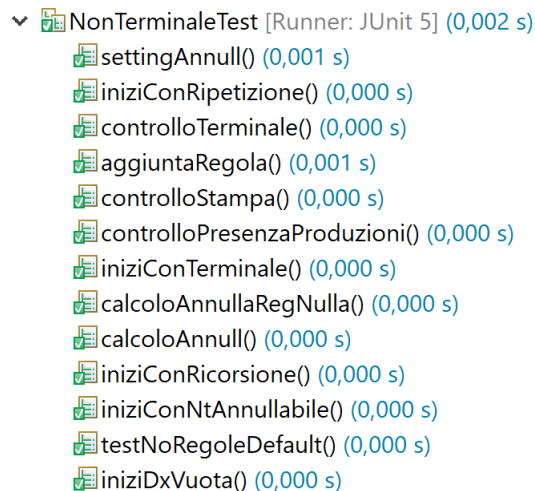 NonTerminaleTest [Runner: JUnit 5] (0,002 s)
settingAnnull() (0,001 s)
iniziConRipetizione() (0,000 s)
controlloTerminale() (0,000 s)
aggiuntaRegola() (0,001 s)
controlloStampa() (0,000 s)
controlloPresenzaProduzioni() (0,000 s)
iniziConTerminale() (0,000 s)
calcoloAnnullaRegNulla() (0,000 s)
calcoloAnnull() (0,000 s)
iniziConRicorsione() (0,000 s)
iniziConNtAnnullabile() (0,000 s)
testNoRegoleDefault() (0,000 s)
iniziDxVuota() (0,000 s)